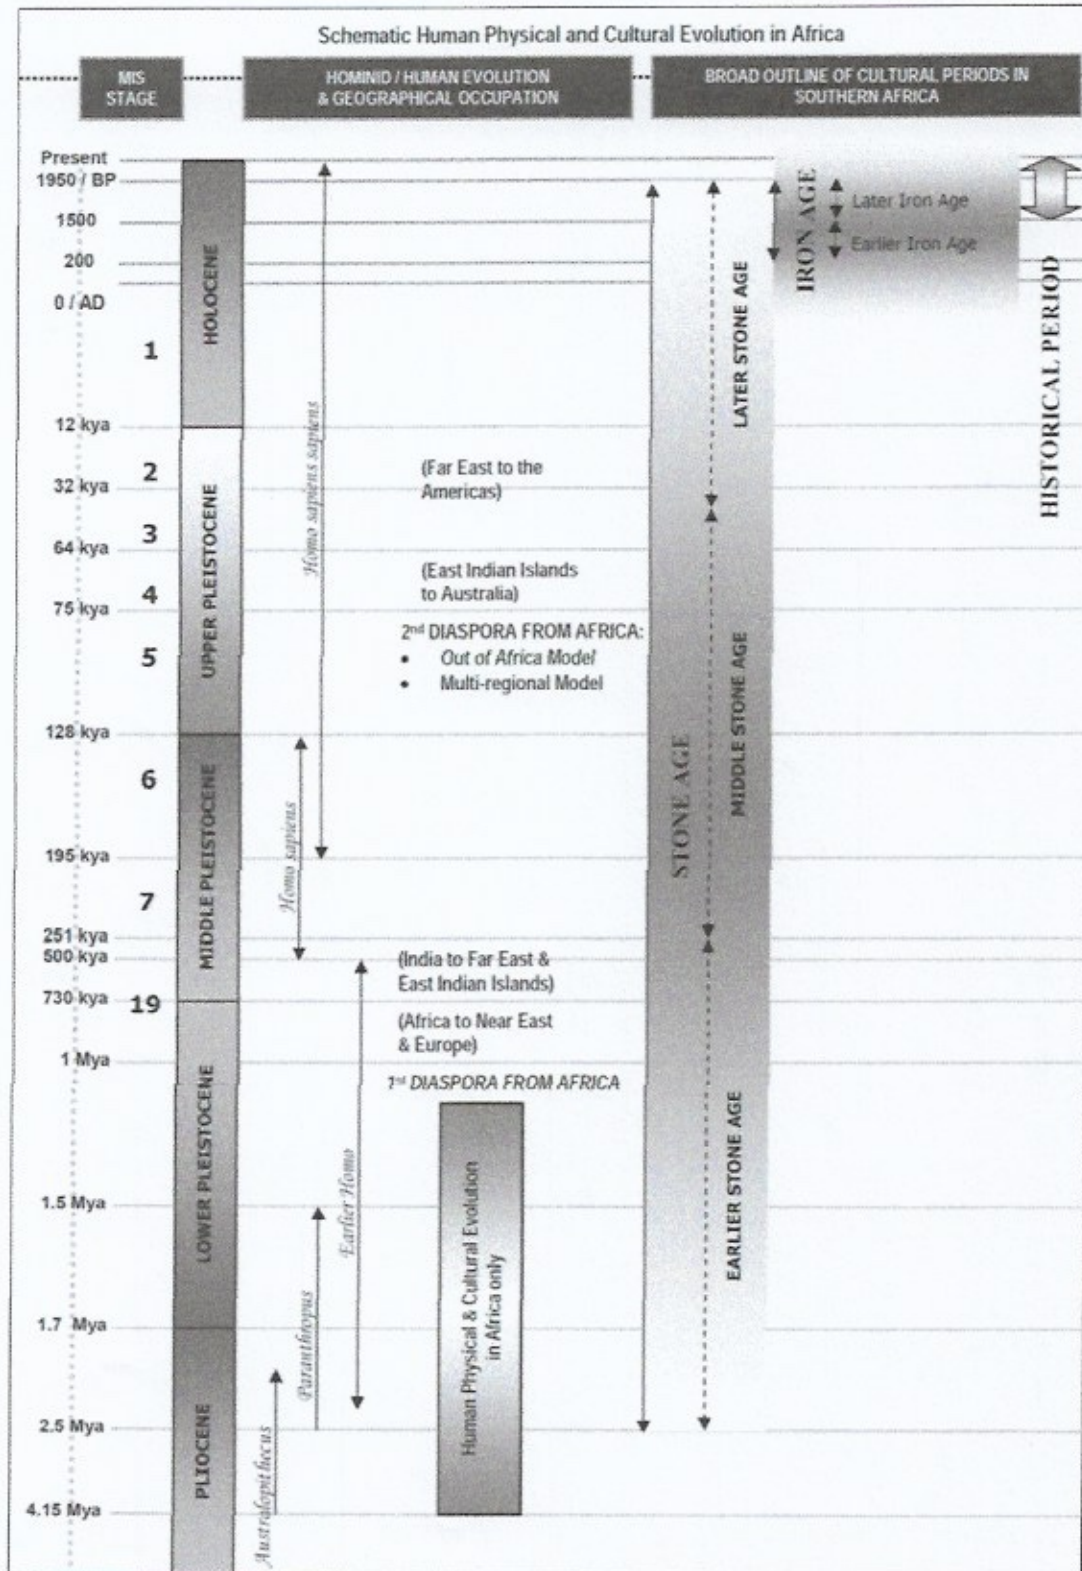 Schematic Human Physical and Cultural Evolution in Africa
MIS
STAGE
HOMINID / HUMAN EVOLUTION
& GEOGRAPHICAL OCCUPATION
BROAD OUTLINE OF CULTURAL PERIODS IN
SOUTHERN AFRICA
Present
1950 / BP
1500
200
0 / AD
12 kya
32 kya
64 kya
75 kya
128 kya
195 kya
251 kya
500 kya
730 kya
1 Mya
1.5 Mya
1.7 Mya
2.5 Mya
4.15 Mya
1
2
3
4
5
6
7
19
HOLOCENE
UPPER PLEISTOCENE
MIDDLE PLEISTOCENE
LOWER PLEISTOCENE
PLIOCENE
Homo sapiens sapiens
Homo sapiens
Earlier Homo
Paranthropus
Australopithecus
(Far East to the
Americas)
(East Indian Islands
to Australia)
2nd DIASPORA FROM AFRICA:
• Out of Africa Model
• Multi-regional Model
(India to Far East &
East Indian Islands)
(Africa to Near East
& Europe)
1st DIASPORA FROM AFRICA
Human Physical & Cultural Evolution
in Africa only
STONE AGE
LATER STONE AGE
MIDDLE STONE AGE
EARLIER STONE AGE
IRON AGE
Later Iron Age
Earlier Iron Age
HISTORICAL PERIOD